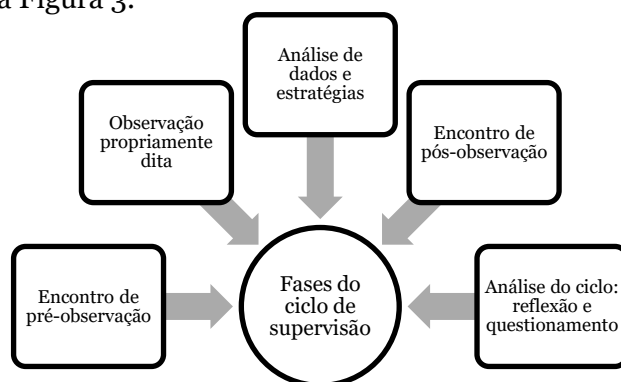 a Figura 3.
Análise de
dados e
estratégias
Observação
propriamente
dita
Encontro de
pós-observação
Encontro de
pré-observação
Fases do
ciclo de
supervisão
Análise do ciclo:
reflexão e
questionamento